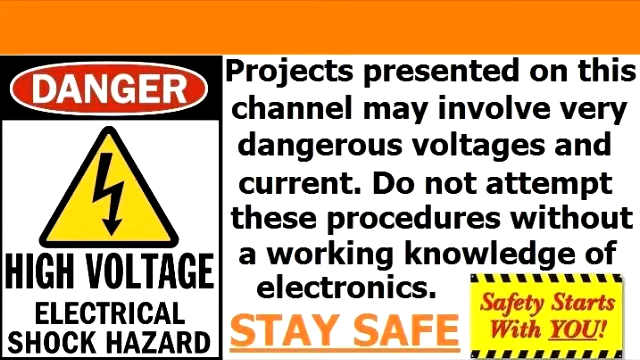 DANGER
HIGH VOLTAGE
ELECTRICAL
SHOCK HAZARD
Projects presented on this
channel may involve very
dangerous voltages and
current. Do not attempt
these procedures without
a working knowledge of
electronics.
STAY SAFE
Safety Starts
With YOU!